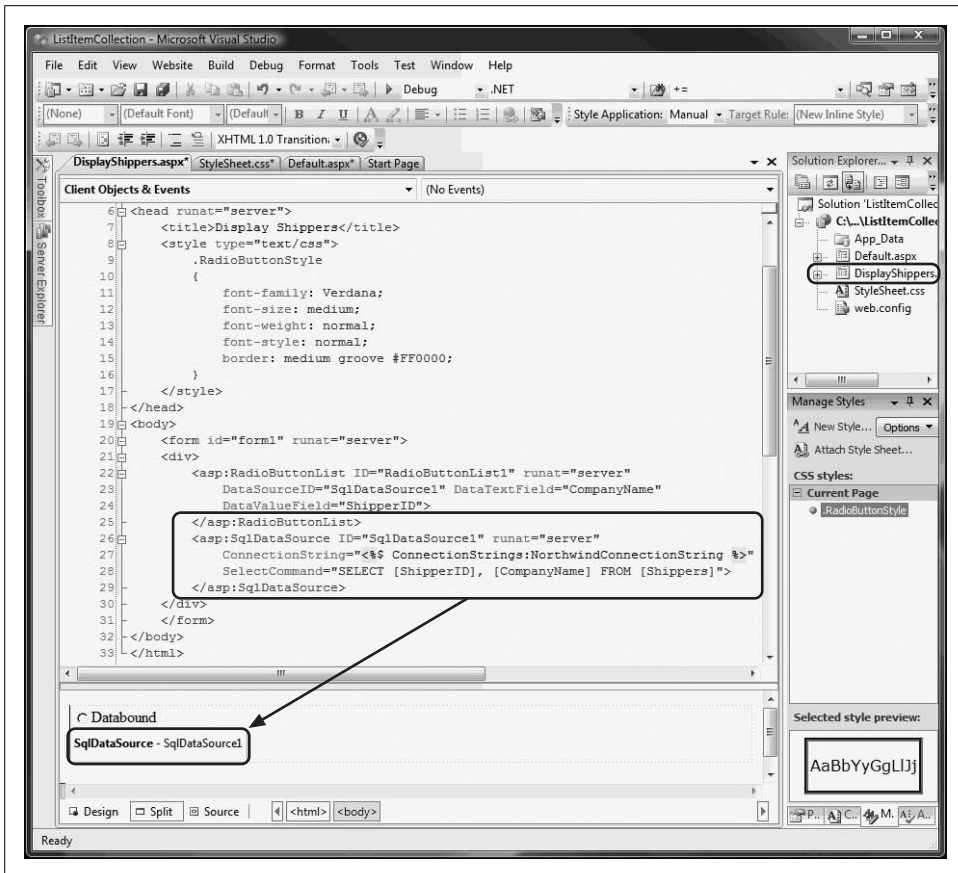 ListItemCollection - Microsoft Visual Studio
File Edit View Website Build Debug Format Tools Test Window Help
Debug .NET +=
(None) (Default Font) (Default B I U A Style Application: Manual Target Rule: (New Inline Style)
XHTML 1.0 Transition:
DisplayShippers.aspx* StyleSheet.css* Default.aspx* Start Page
Client Objects & Events (No Events)
6 <head runat="server">
7 <title>Display Shippers</title>
8 <style type="text/css">
9 .RadioButtonStyle
10 {
11 font-family: Verdana;
12 font-size: medium;
13 font-weight: normal;
14 font-style: normal;
15 border: medium groove #FF0000;
16 }
17 </style>
18 </head>
19 <body>
20 <form id="form1" runat="server">
21 <div>
22 <asp:RadioButtonList ID="RadioButtonList1" runat="server"
23 DataSourceID="SqlDataSource1" DataTextField="CompanyName"
24 DataValueField="ShipperID">
25 </asp:RadioButtonList>
26 <asp:SqlDataSource ID="SqlDataSource1" runat="server"
27 ConnectionString="<%$ ConnectionStrings:NorthwindConnectionString %>"
28 SelectCommand="SELECT [ShipperID], [CompanyName] FROM [Shippers]">
29 </asp:SqlDataSource>
30 </div>
31 </form>
32 </body>
33 </html>
Databound
SqlDataSource - SqlDataSource1
Design Split Source <html> <body>
Ready
Toolbox
Server Explorer
Solution Explorer...
Solution 'ListItemCollec
C:\...\ListItemCollec
App_Data
Default.aspx
DisplayShippers.
StyleSheet.css
web.config
Manage Styles
New Style... Options
Attach Style Sheet...
CSS styles:
Current Page
.RadioButtonStyle
Selected style preview:
AaBbYyGgLlJj
P.. C.. M.. A..